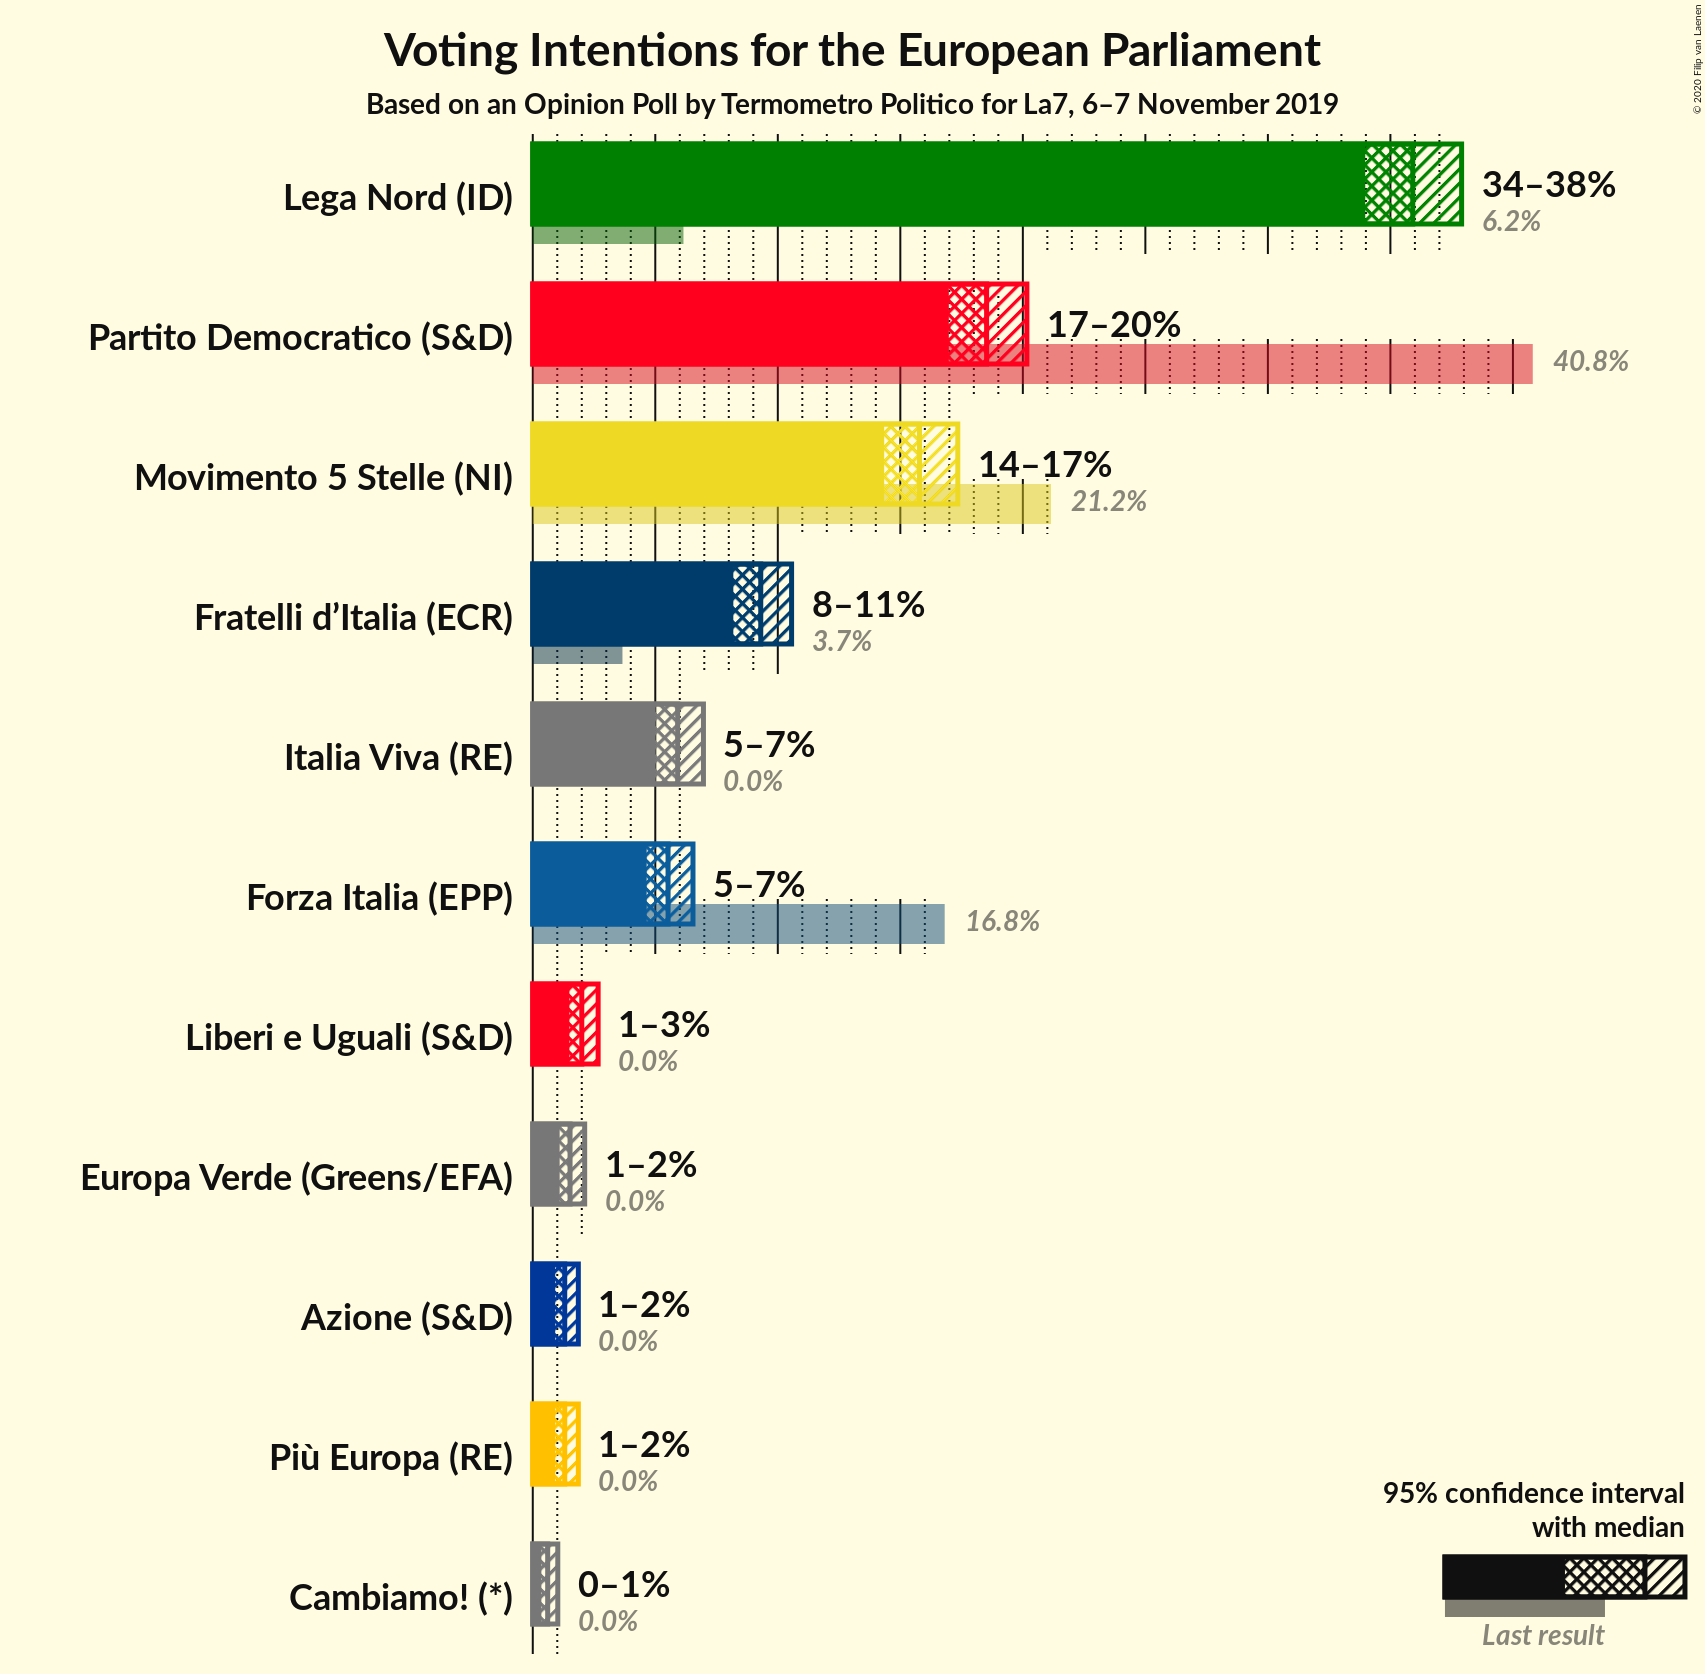 Voting Intentions for the European Parliament
Based on an Opinion Poll by Termometro Politico for La7, 6–7 November 2019
© 2020 Filip van Laenen
Lega Nord (ID)
34–38%
6.2%
Partito Democratico (S&D)
17–20%
40.8%
Movimento 5 Stelle (NI)
14–17%
21.2%
Fratelli d’Italia (ECR)
8–11%
3.7%
Italia Viva (RE)
5–7%
0.0%
Forza Italia (EPP)
5–7%
16.8%
Liberi e Uguali (S&D)
1–3%
0.0%
Europa Verde (Greens/EFA)
1–2%
0.0%
Azione (S&D)
1–2%
0.0%
Più Europa (RE)
1–2%
0.0%
Cambiamo! (*)
0–1%
0.0%
95% confidence interval
with median
Last result